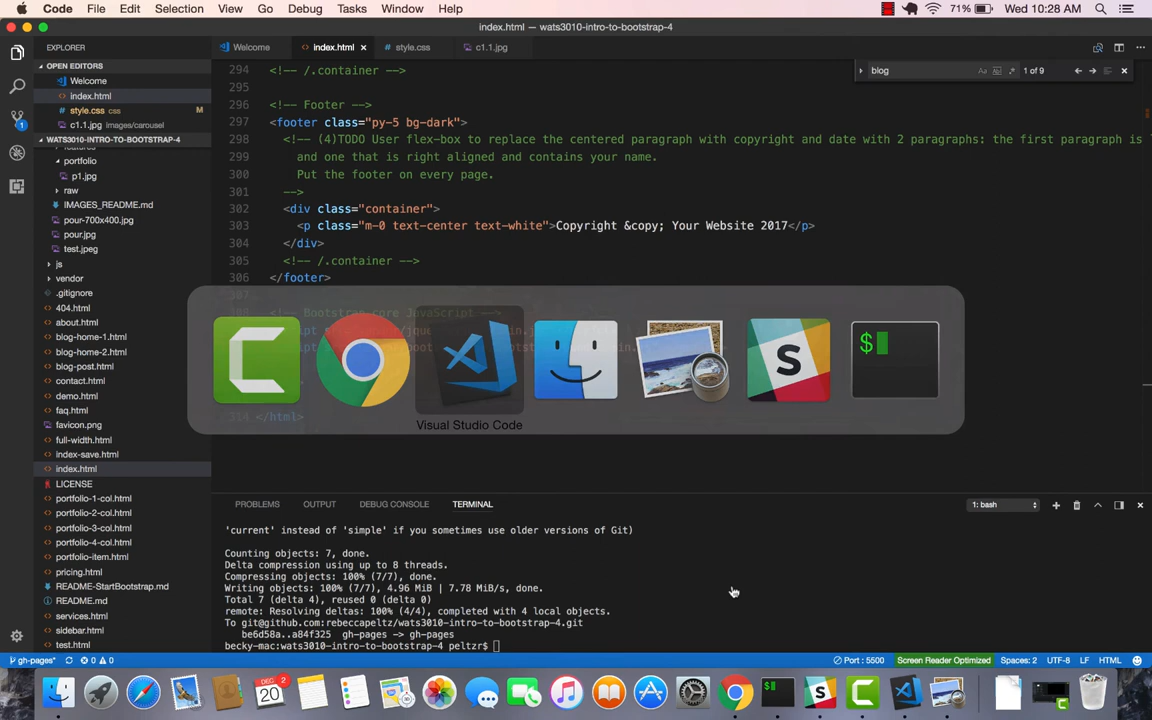 Code File Edit Selection View Go Debug Tasks Window Help 71% Wed 10:28 AM
index.html — wats3010-intro-to-bootstrap-4
EXPLORER
OPEN EDITORS
Welcome
index.html
style.css css M
c1.1.jpg images/carousel
WATS3010-INTRO-TO-BOOTSTRAP-4
portfolio
p1.jpg
raw
IMAGES_README.md
pour-700x400.jpg
pour.jpg
test.jpeg
js
vendor
.gitignore
404.html
about.html
blog-home-1.html
blog-home-2.html
blog-post.html
contact.html
demo.html
faq.html
favicon.png
full-width.html
index-save.html
index.html
LICENSE
portfolio-1-col.html
portfolio-2-col.html
portfolio-3-col.html
portfolio-4-col.html
portfolio-item.html
pricing.html
README-StartBootstrap.md
README.md
services.html
sidebar.html
test.html
Welcome index.html style.css c1.1.jpg
blog 1 of 9
294 <!-- /.container -->
295
296 <!-- Footer -->
297 <footer class="py-5 bg-dark">
298 <!-- (4)TODO User flex-box to replace the centered paragraph with copyright and date with 2 paragraphs: the first paragraph is
299 and one that is right aligned and contains your name.
300 Put the footer on every page.
301 -->
302 <div class="container">
303 <p class="m-0 text-center text-white">Copyright &copy; Your Website 2017</p>
304 </div>
305 <!-- /.container -->
306 </footer>
<!-- Bootstrap core JavaScript -->
</html>
Visual Studio Code
PROBLEMS OUTPUT DEBUG CONSOLE TERMINAL 1: bash
'current' instead of 'simple' if you sometimes use older versions of Git)
Counting objects: 7, done.
Delta compression using up to 8 threads.
Compressing objects: 100% (7/7), done.
Writing objects: 100% (7/7), 4.96 MiB | 7.78 MiB/s, done.
Total 7 (delta 4), reused 0 (delta 0)
remote: Resolving deltas: 100% (4/4), completed with 4 local objects.
To git@github.com:rebeccapeltz/wats3010-intro-to-bootstrap-4.git
be6d58a..a84f325 gh-pages -> gh-pages
becky-mac:wats3010-intro-to-bootstrap-4 peltzr$
gh-pages* 0 0 Port : 5500 Screen Reader Optimized Spaces: 2 UTF-8 LF HTML